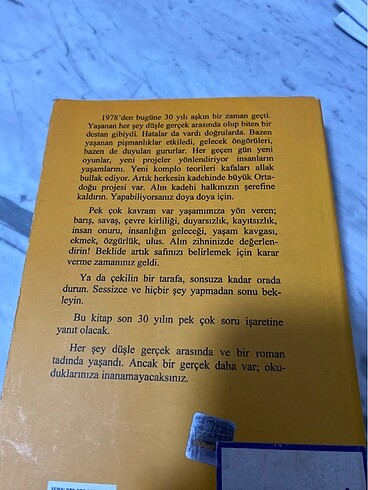 1978'den bugüne 30 yılı aşkın bir zaman geçti.
Yaşanan her şey düşle gerçek arasında olup biten bir
destan gibiydi. Hatalar da vardı doğrularda. Bazen
yaşanan pişmanlıklar etkiledi, gelecek öngörüleri,
bazen de duyulan gururlar. Her geçen gün yeni
oyunlar, yeni projeler yönlendiriyor insanların
yaşamlarını. Yeni komplo teorileri kafaları allak
bullak ediyor. Artık herkesin kadehinde büyük Orta-
doğu projesi var. Alın kadehi halkınızın şerefine
kaldırın. Yapabiliyorsanız doya doya için.
Pek çok kavram var yaşamımıza yön veren;
barış, savaş, çevre kirliliği, duyarsızlık, kayıtsızlık,
insan onuru, insanlığın geleceği, yaşam kavgası,
ekmek, özgürlük, ulus. Alın zihninizde değerlen-
dirin! Beklide artık safınızı belirlemek için karar
verme zamanınız geldi.
Ya da çekilin bir tarafa, sonsuza kadar orada
durun. Sessizce ve hiçbir şey yapmadan sonu bek-
leyin.
Bu kitap son 30 yılın pek çok soru işaretine
yanıt olacak.
Her şey düşle gerçek arasında ve bir roman
tadında yaşandı. Ancak bir gerçek daha var; oku-
duklarınıza inanamayacaksınız.